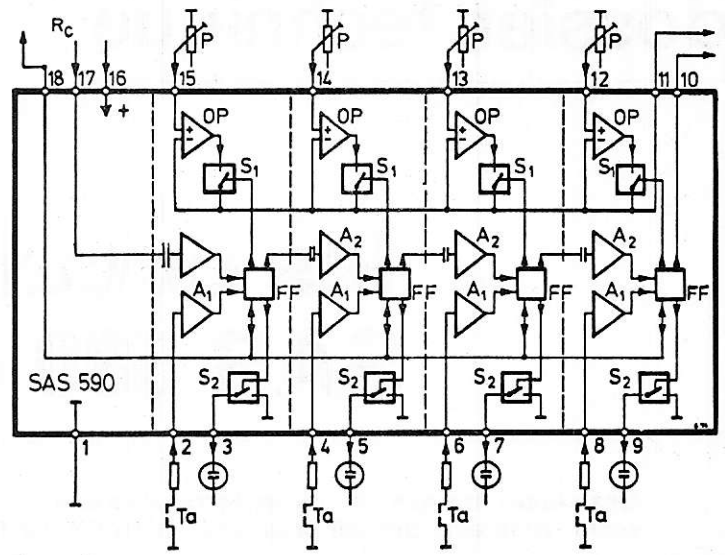 P P P P
R_C
18 17 16 15 14 13 12 11 10
+
OP OP OP OP
+ + + +
- - - -
S₁ S₁ S₁ S₁
A₂ A₂ A₂
FF FF FF FF
A₁ A₁ A₁ A₁
SAS 590
S₂ S₂ S₂ S₂
1 2 3 4 5 6 7 8 9
Ta Ta Ta Ta